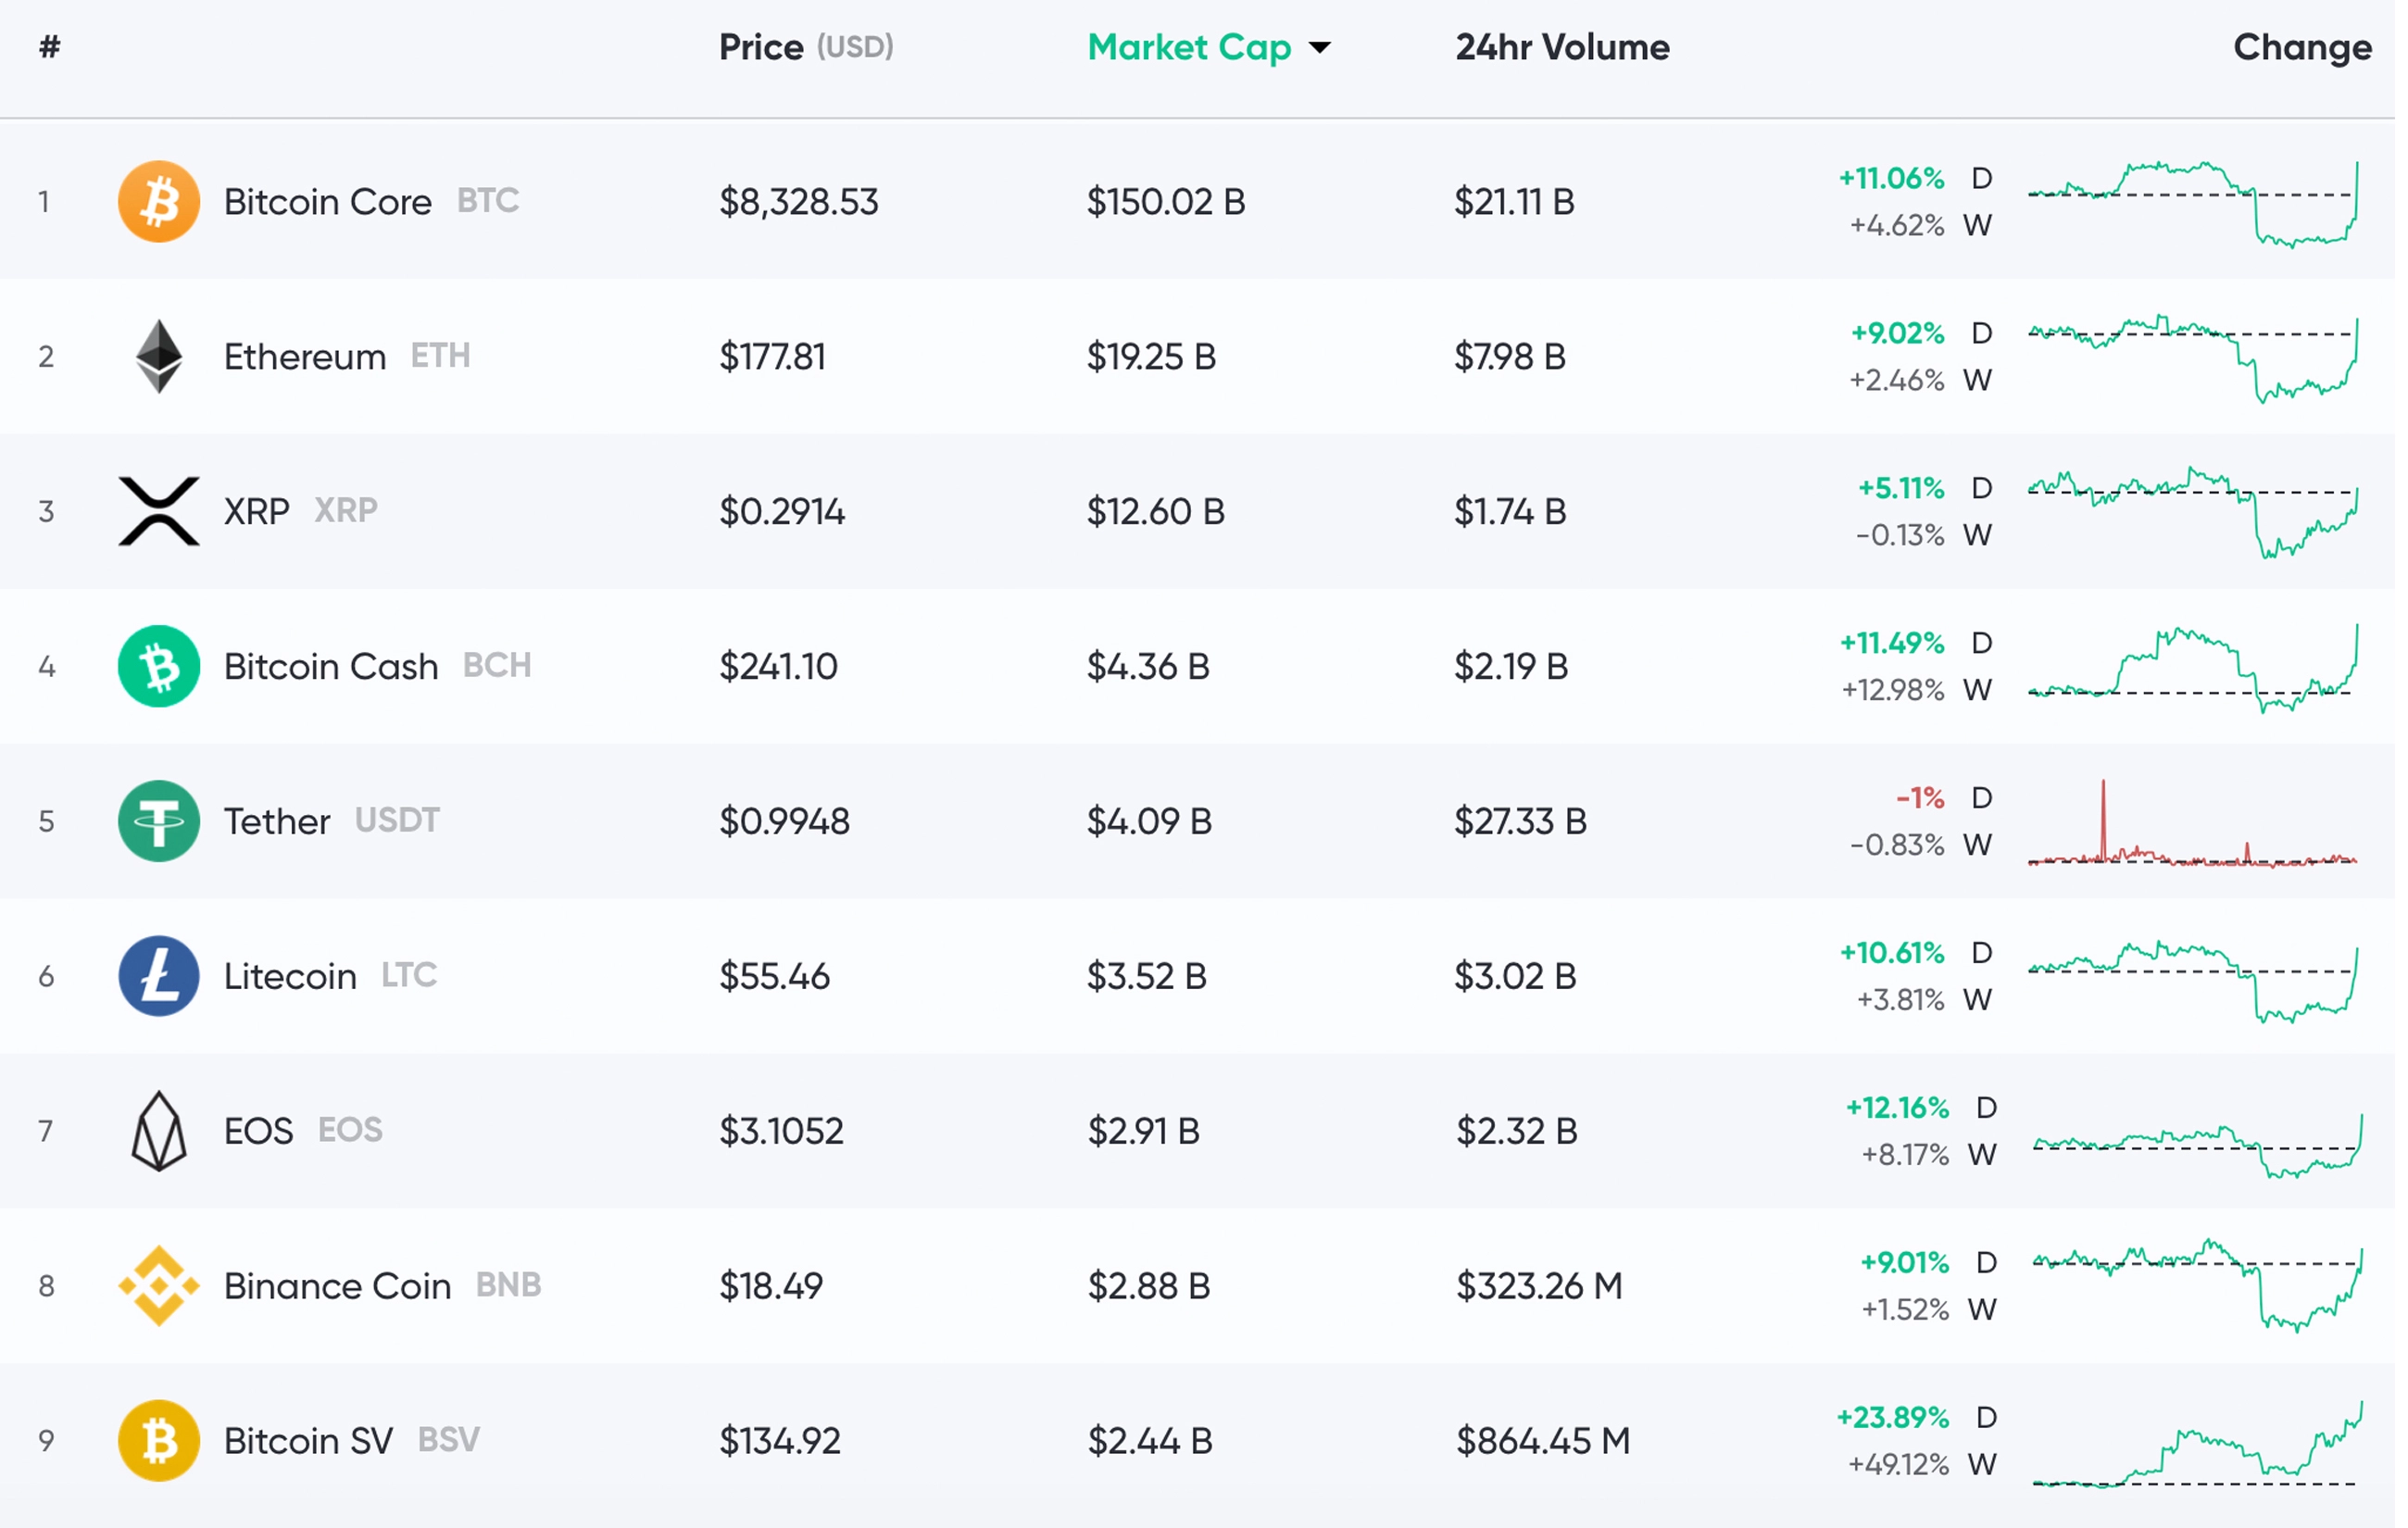 # Price (USD) Market Cap 24hr Volume Change
1 Bitcoin Core BTC $8,328.53 $150.02 B $21.11 B +11.06% D
+4.62% W
2 Ethereum ETH $177.81 $19.25 B $7.98 B +9.02% D
+2.46% W
3 XRP XRP $0.2914 $12.60 B $1.74 B +5.11% D
-0.13% W
4 Bitcoin Cash BCH $241.10 $4.36 B $2.19 B +11.49% D
+12.98% W
5 Tether USDT $0.9948 $4.09 B $27.33 B -1% D
-0.83% W
6 Litecoin LTC $55.46 $3.52 B $3.02 B +10.61% D
+3.81% W
7 EOS EOS $3.1052 $2.91 B $2.32 B +12.16% D
+8.17% W
8 Binance Coin BNB $18.49 $2.88 B $323.26 M +9.01% D
+1.52% W
9 Bitcoin SV BSV $134.92 $2.44 B $864.45 M +23.89% D
+49.12% W